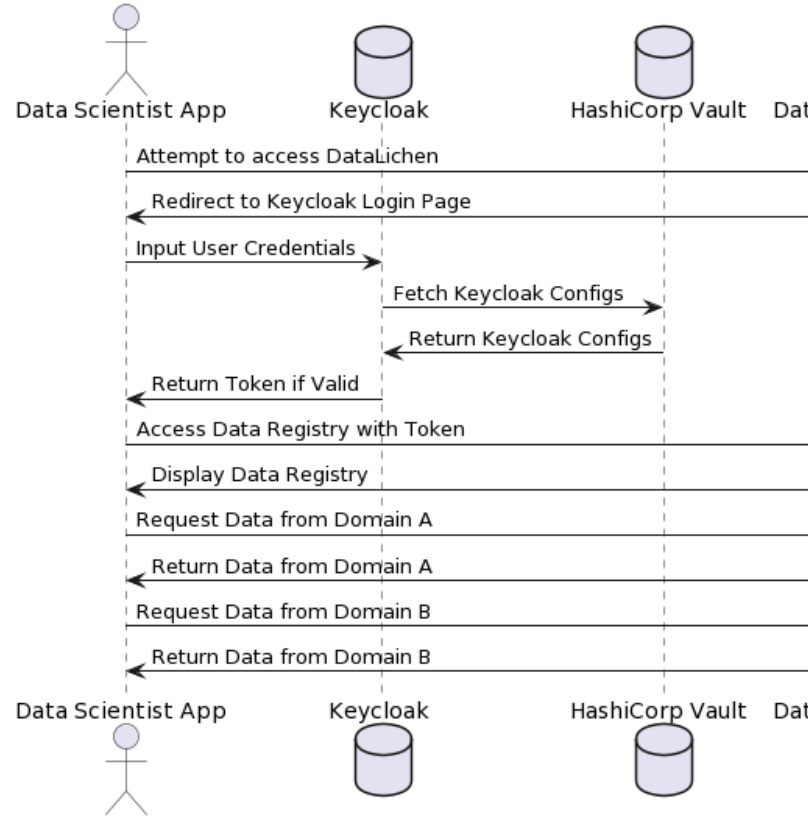 Data Scientist App Keycloak HashiCorp Vault Dat
Attempt to access DataLichen
Redirect to Keycloak Login Page
Input User Credentials
Fetch Keycloak Configs
Return Keycloak Configs
Return Token if Valid
Access Data Registry with Token
Display Data Registry
Request Data from Domain A
Return Data from Domain A
Request Data from Domain B
Return Data from Domain B
Data Scientist App Keycloak HashiCorp Vault Dat